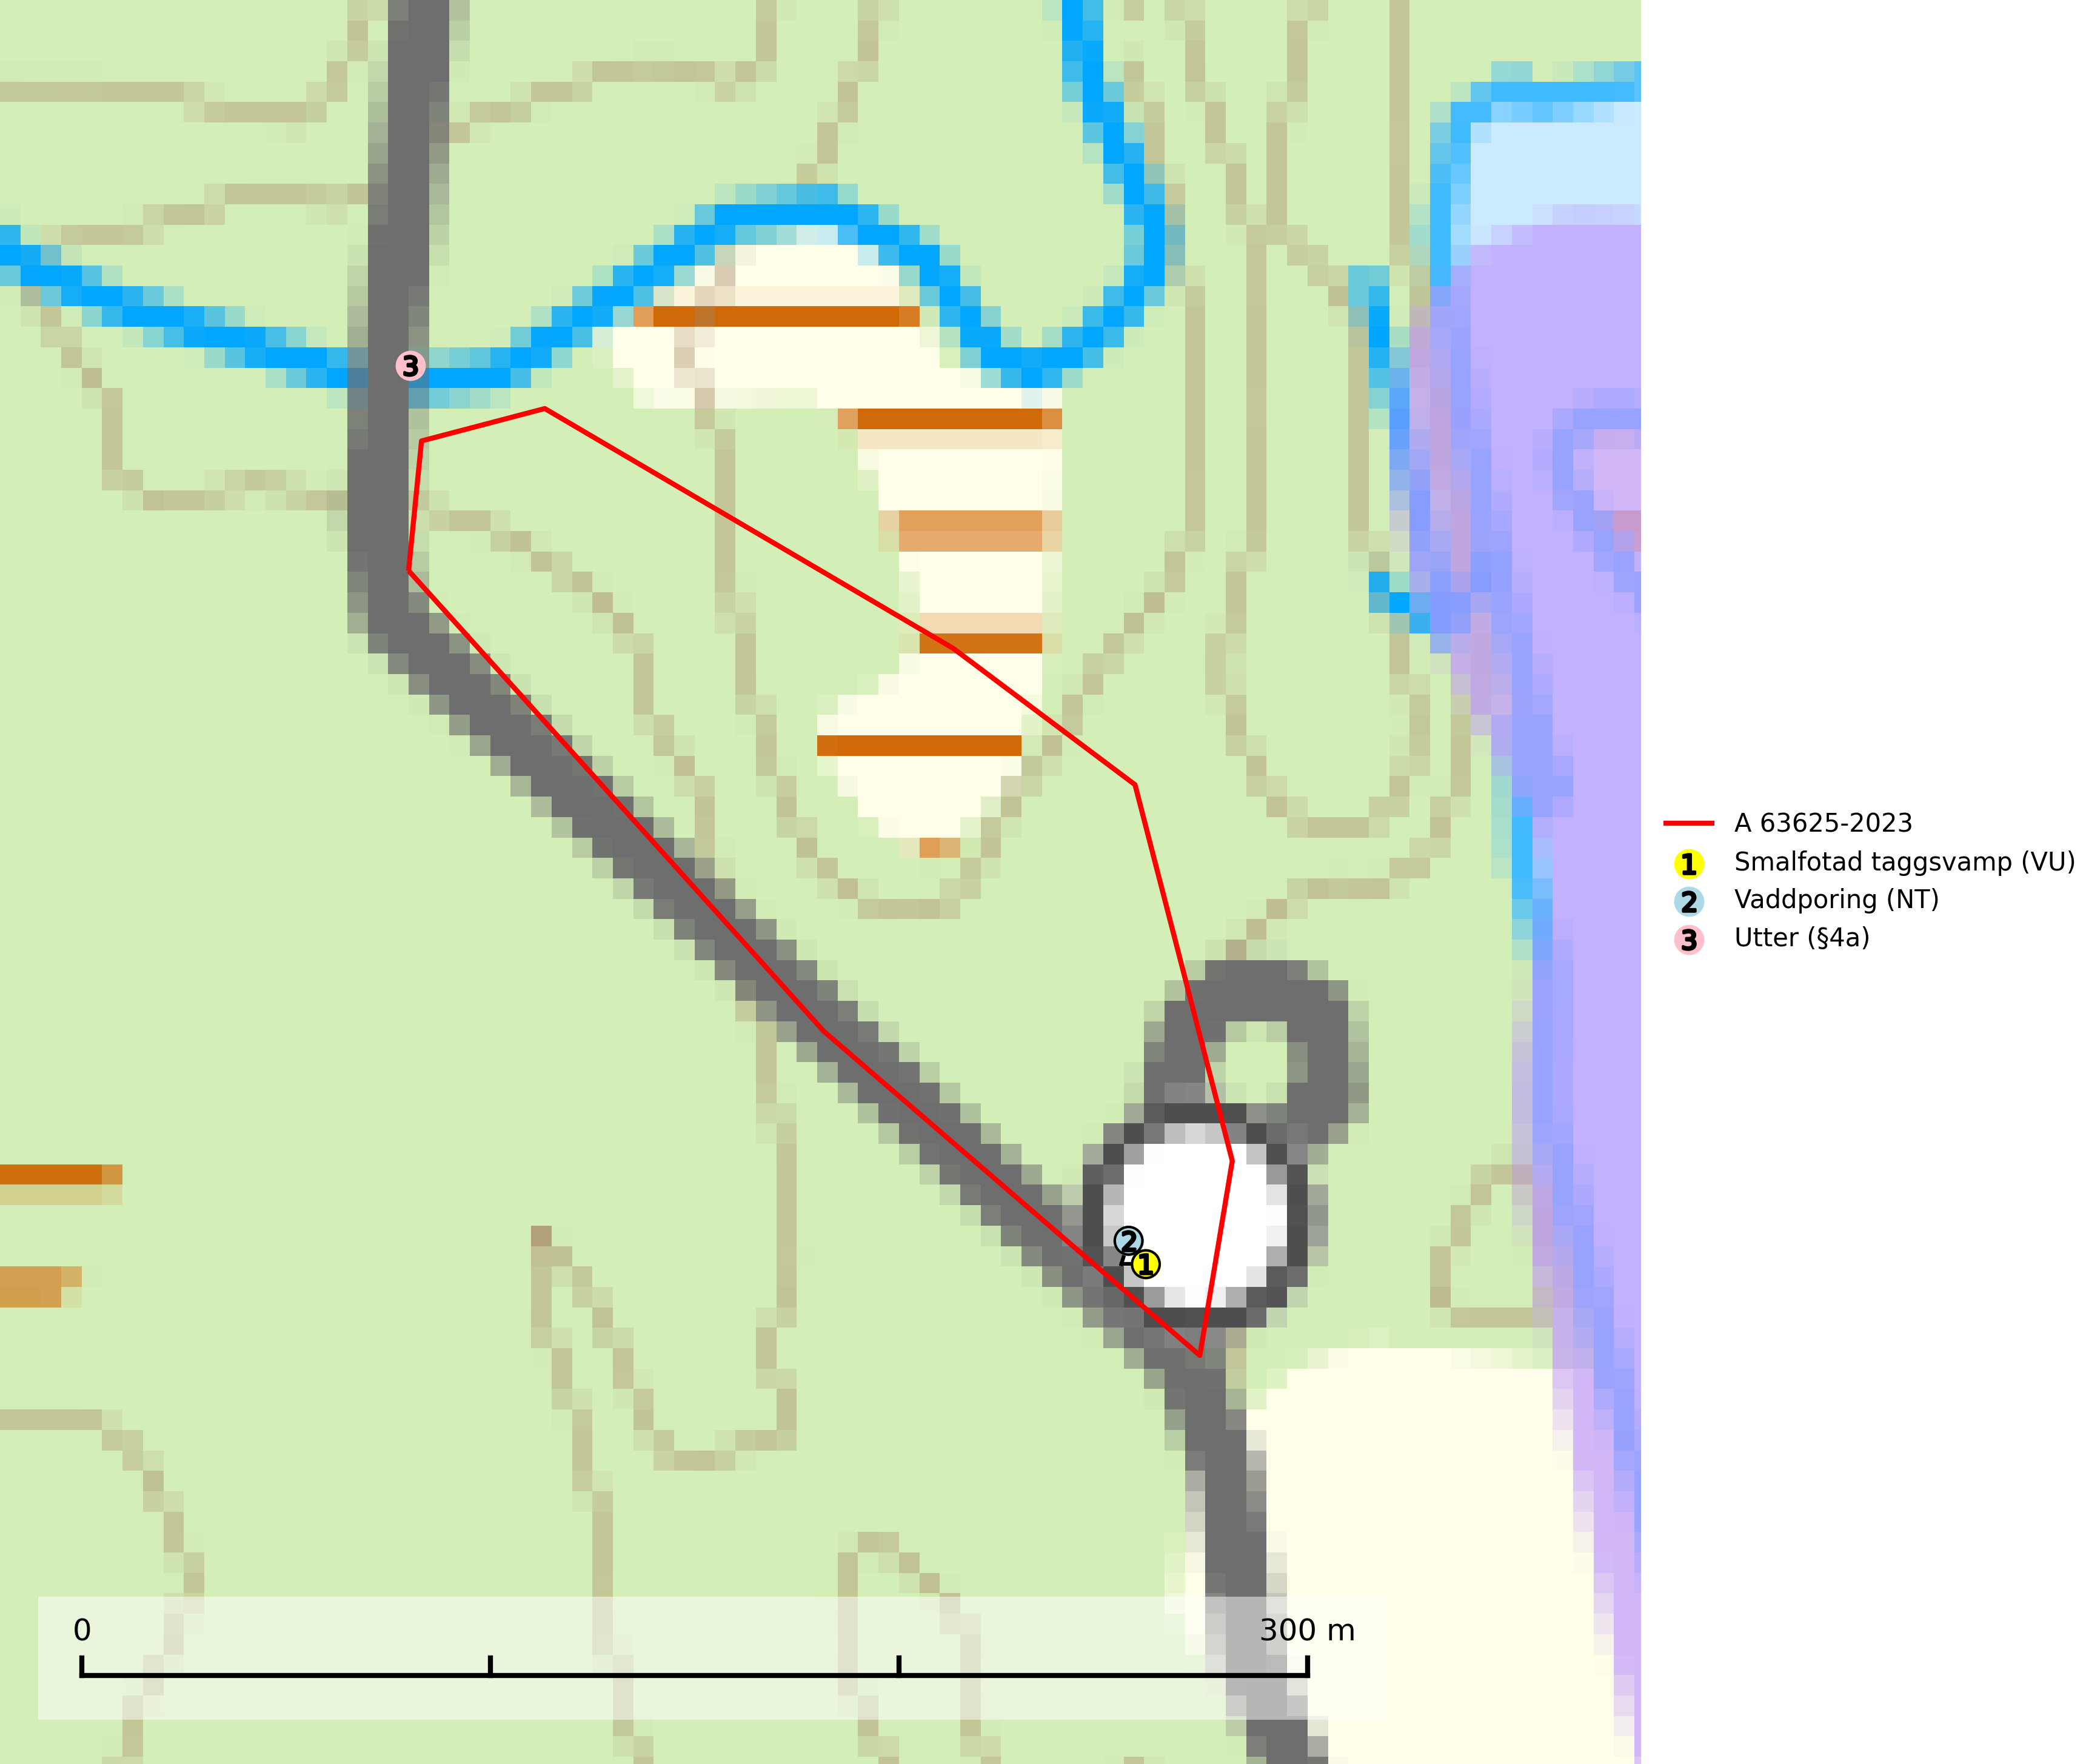 3
2
1
0
300 m
A 63625-2023
1 Smalfotad taggsvamp (VU)
2 Vaddporing (NT)
3 Utter (§4a)